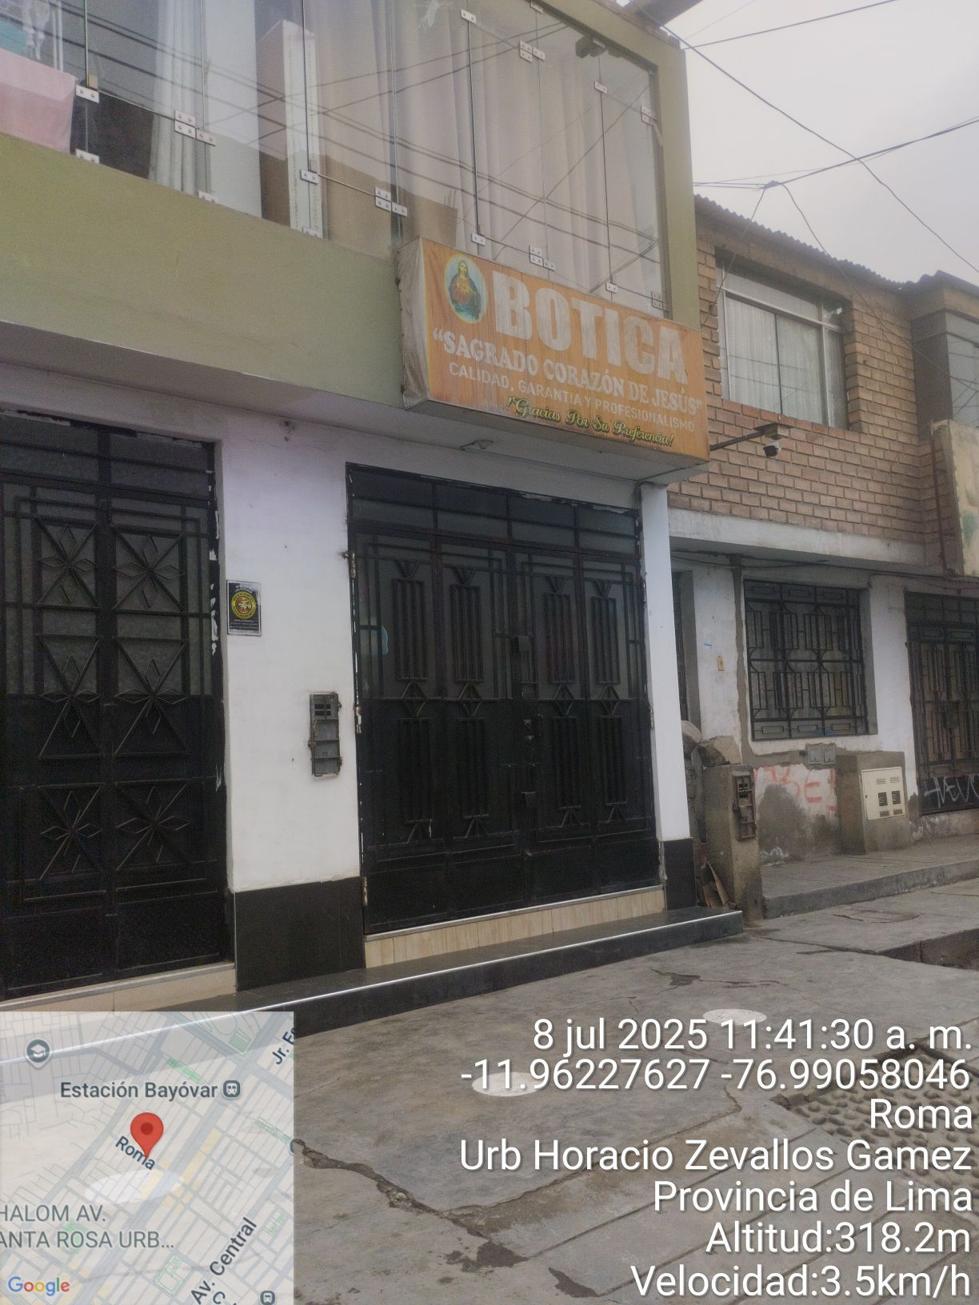 BOTICA
"SAGRADO CORAZÓN DE JESÚS"
CALIDAD, GARANTIA Y PROFESIONALISMO
¡Gracias Por Su Preferencia!
8 jul 2025 11:41:30 a. m.
-11.96227627 -76.99058046
Roma
Urb Horacio Zevallos Gamez
Provincia de Lima
Altitud:318.2m
Velocidad:3.5km/h
Estación Bayóvar
Roma
HALOM AV.
ANTA ROSA URB...
Av. Central
Google